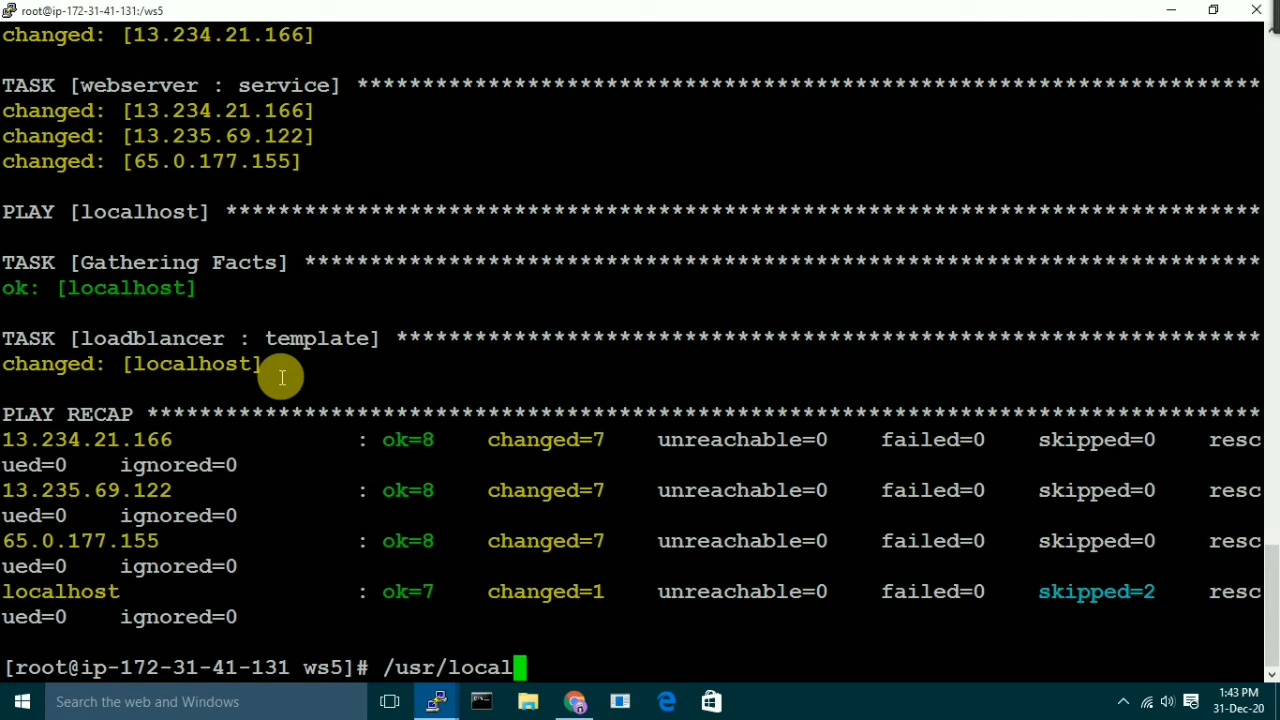 root@ip-172-31-41-131:/ws5
changed: [13.234.21.166]
TASK [webserver : service] *********************************************************************
changed: [13.234.21.166]
changed: [13.235.69.122]
changed: [65.0.177.155]
PLAY [localhost] *******************************************************************************
TASK [Gathering Facts] *************************************************************************
ok: [localhost]
TASK [loadblancer : template] ******************************************************************
changed: [localhost]
PLAY RECAP *************************************************************************************
13.234.21.166 : ok=8 changed=7 unreachable=0 failed=0 skipped=0 resc
ued=0 ignored=0
13.235.69.122 : ok=8 changed=7 unreachable=0 failed=0 skipped=0 resc
ued=0 ignored=0
65.0.177.155 : ok=8 changed=7 unreachable=0 failed=0 skipped=0 resc
ued=0 ignored=0
localhost : ok=7 changed=1 unreachable=0 failed=0 skipped=2 resc
ued=0 ignored=0
[root@ip-172-31-41-131 ws5]# /usr/local
Search the web and Windows
1:43 PM
31-Dec-20